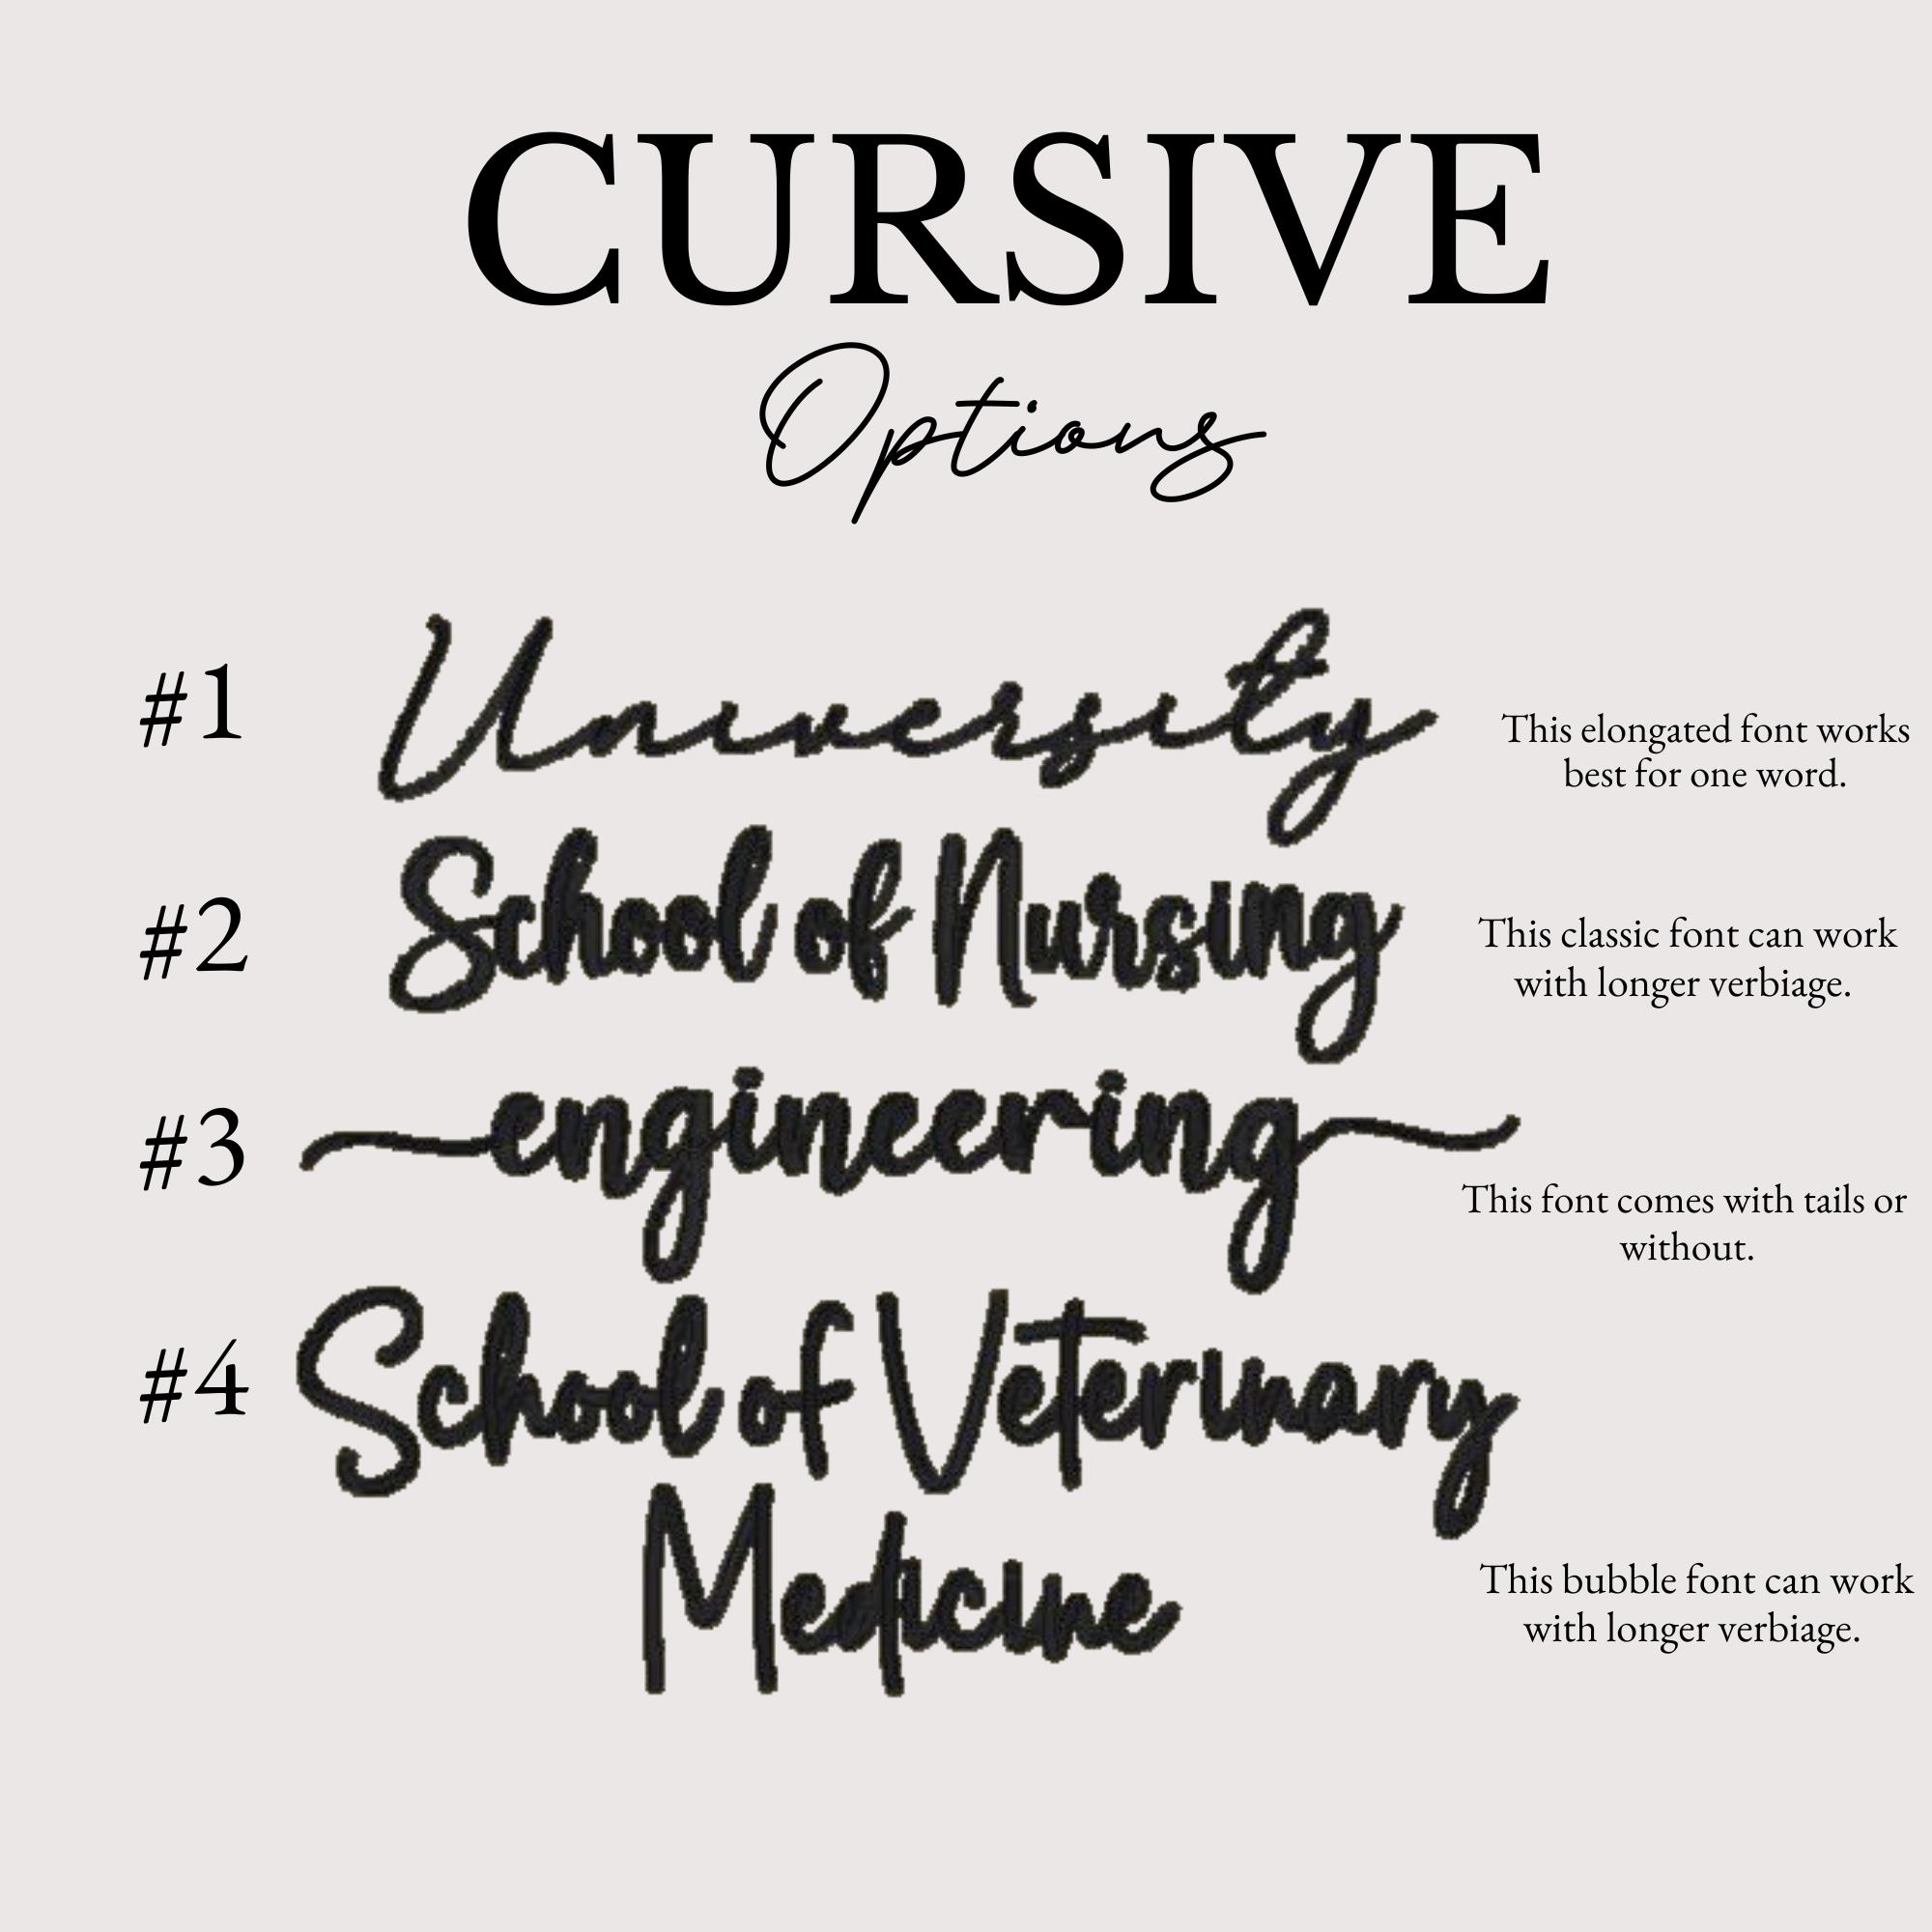 CURSIVE
Options
#1
University
This elongated font works
best for one word.
#2
School of Nursing
This classic font can work
with longer verbiage.
#3
engineering
This font comes with tails or
without.
#4
School of Veterinary
Medicine
This bubble font can work
with longer verbiage.